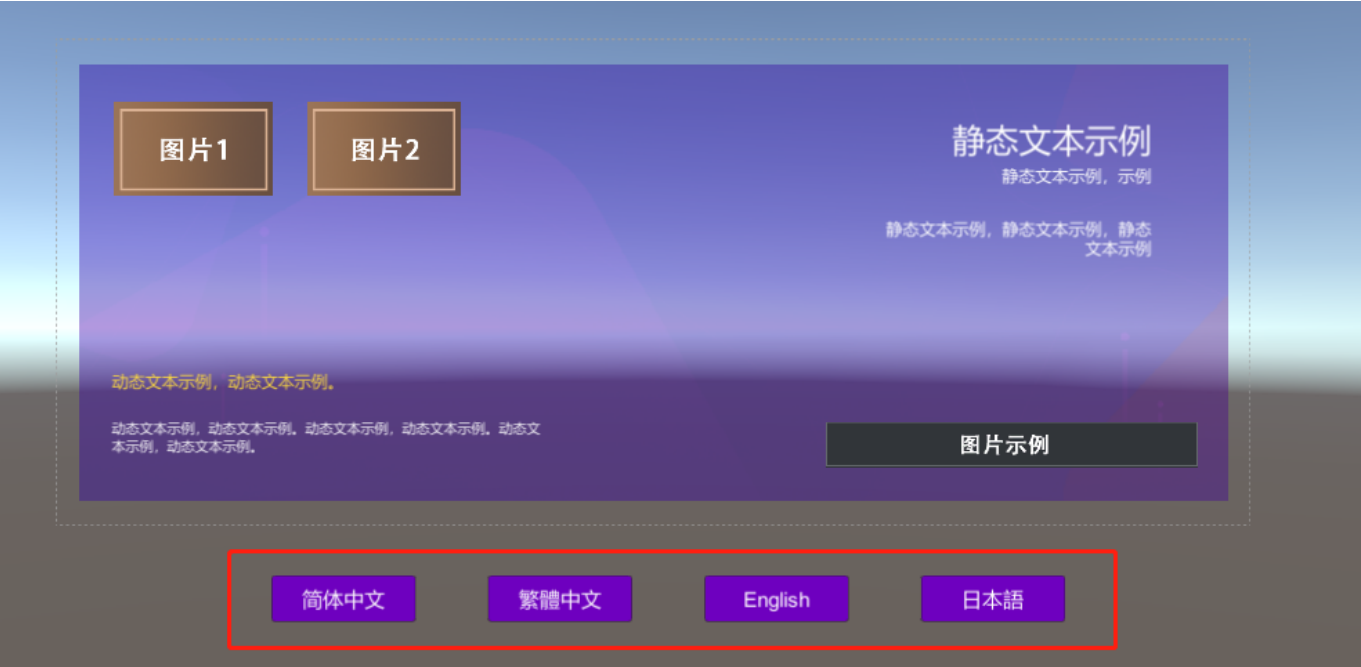 图片1
图片2
静态文本示例
静态文本示例，示例
静态文本示例，静态文本示例，静态
文本示例
动态文本示例，动态文本示例。
动态文本示例，动态文本示例。动态文本示例，动态文本示例。动态文
本示例，动态文本示例。
图片示例
简体中文
繁體中文
English
日本語